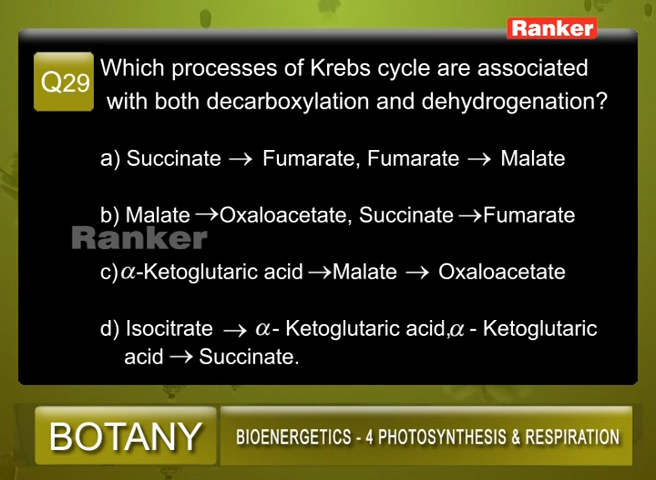 Ranker
Q29
Which processes of Krebs cycle are associated
with both decarboxylation and dehydrogenation?
a) Succinate → Fumarate, Fumarate → Malate
b) Malate →Oxaloacetate, Succinate →Fumarate
Ranker
c) α-Ketoglutaric acid →Malate → Oxaloacetate
d) Isocitrate → α- Ketoglutaric acid,α - Ketoglutaric
acid → Succinate.
BOTANY
BIOENERGETICS - 4 PHOTOSYNTHESIS & RESPIRATION